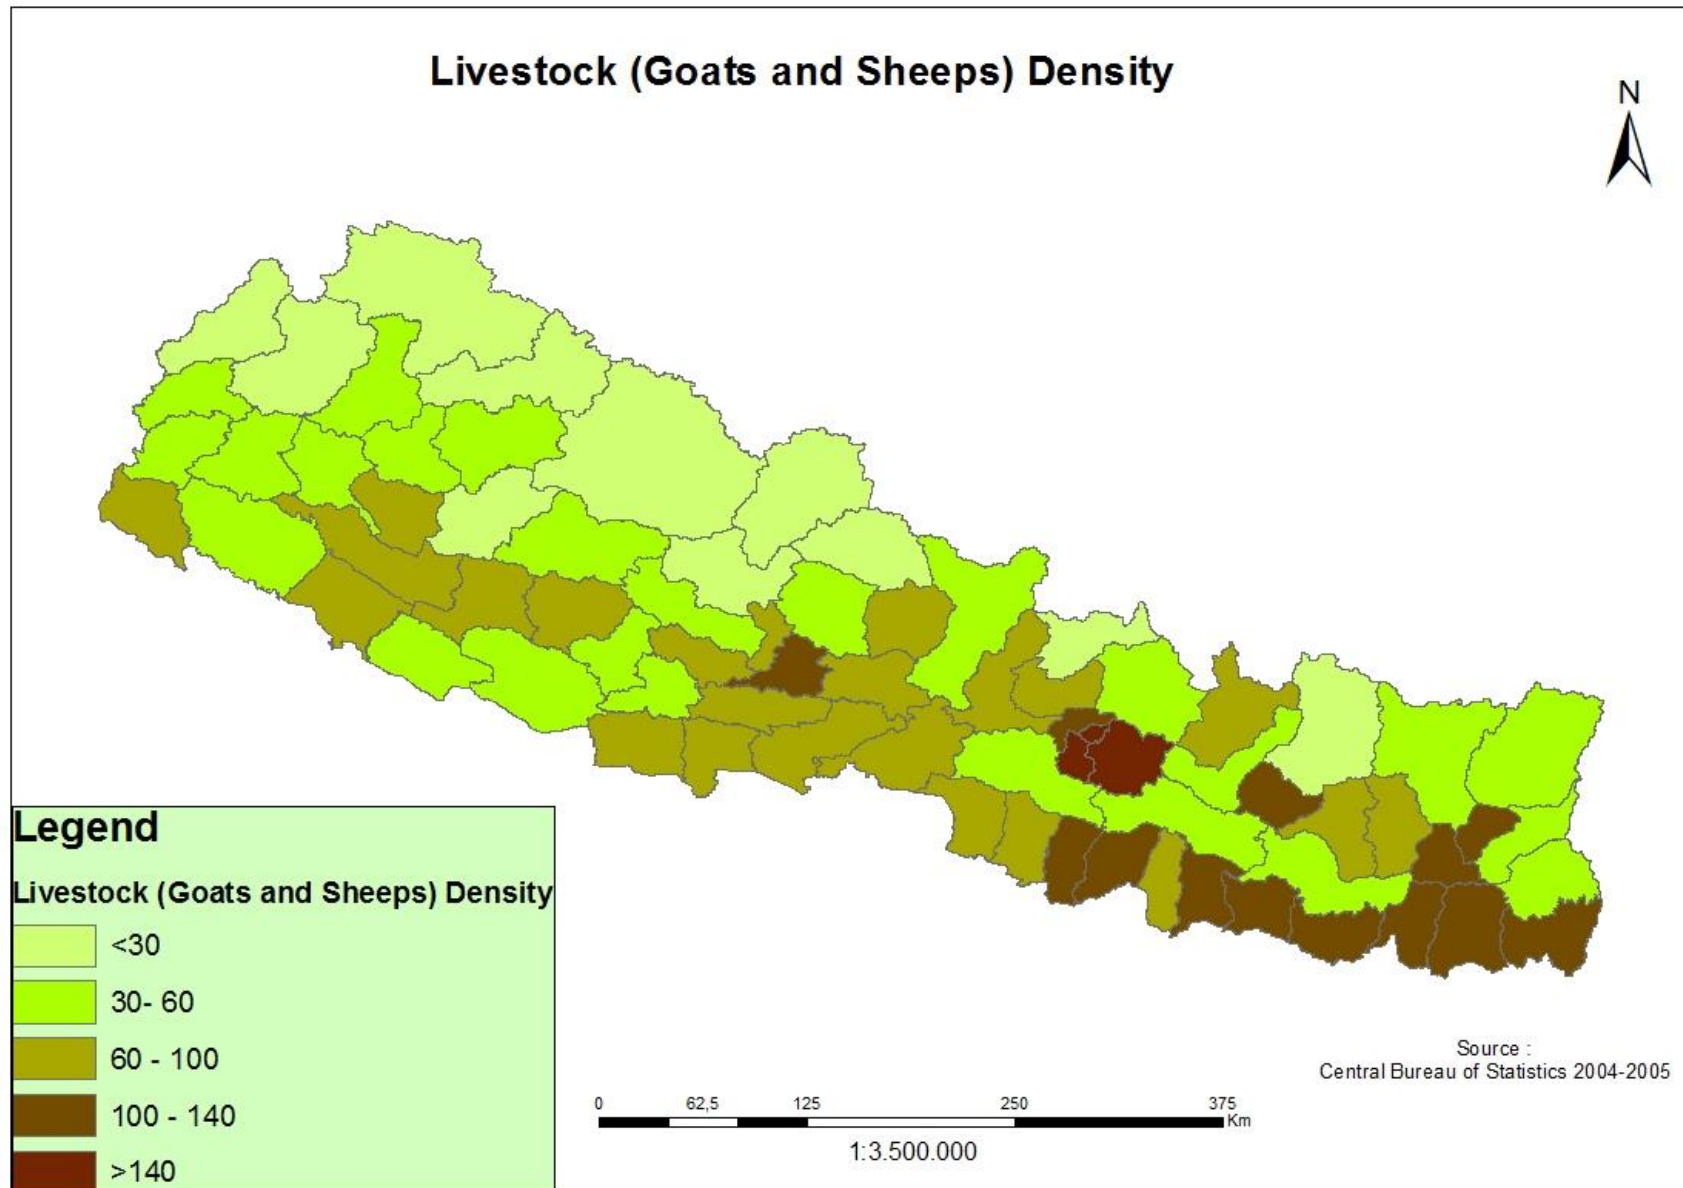 Livestock (Goats and Sheeps) Density
N
Legend
Livestock (Goats and Sheeps) Density
<30
30- 60
60 - 100
100 - 140
>140
Source :
Central Bureau of Statistics 2004-2005
0 62,5 125 250 375
Km
1:3.500.000